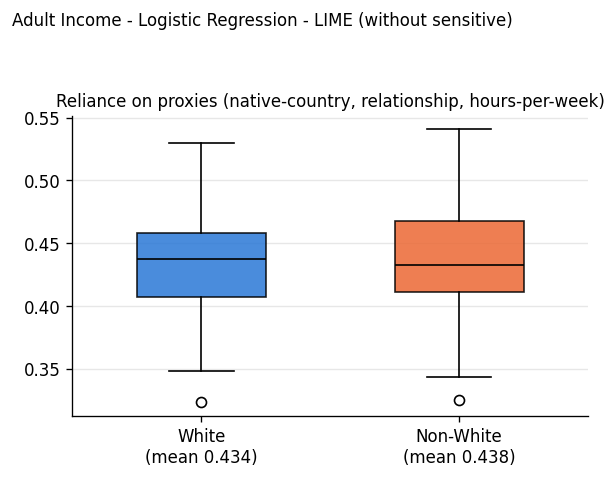 Adult Income - Logistic Regression - LIME (without sensitive)
Reliance on proxies (native-country, relationship, hours-per-week)
0.55
0.50
0.45
0.40
0.35
White
(mean 0.434)
Non-White
(mean 0.438)